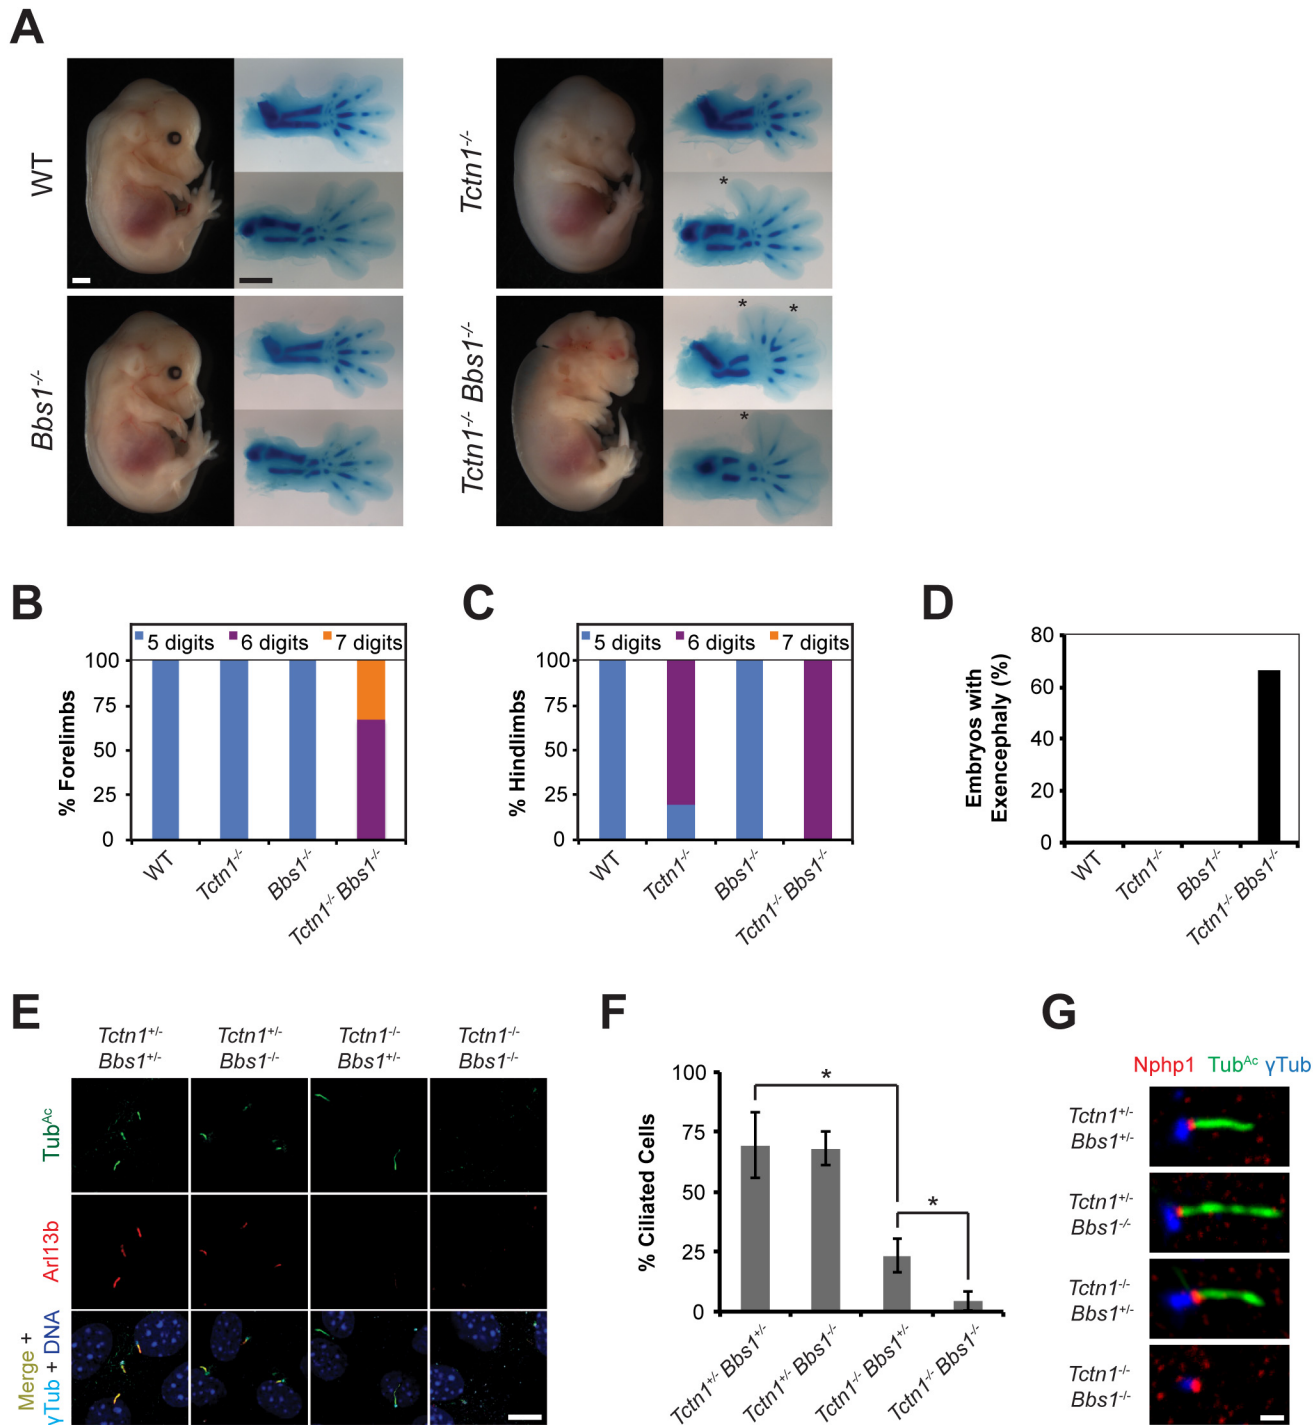 A
WT
Tctn1-/-
*
Bbs1-/-
Tctn1-/- Bbs1-/-
* *
*
B
5 digits 6 digits 7 digits
% Forelimbs
100
75
50
25
0
WT Tctn1-/- Bbs1-/- Tctn1-/- Bbs1-/-
C
5 digits 6 digits 7 digits
% Hindlimbs
100
75
50
25
0
WT Tctn1-/- Bbs1-/- Tctn1-/- Bbs1-/-
D
Embryos with
Exencephaly (%)
80
60
40
20
0
WT Tctn1-/- Bbs1-/- Tctn1-/- Bbs1-/-
E
Tctn1+/- Tctn1+/- Tctn1-/- Tctn1-/-
Bbs1+/- Bbs1-/- Bbs1+/- Bbs1-/-
TubAc
Arl13b
Merge +
γTub + DNA
F
% Ciliated Cells
100
75
50
25
0
*
*
Tctn1+/- Bbs1+/- Tctn1+/- Bbs1-/- Tctn1-/- Bbs1+/- Tctn1-/- Bbs1-/-
G
Nphp1 TubAc γTub
Tctn1+/-
Bbs1+/-
Tctn1+/-
Bbs1-/-
Tctn1-/-
Bbs1+/-
Tctn1-/-
Bbs1-/-